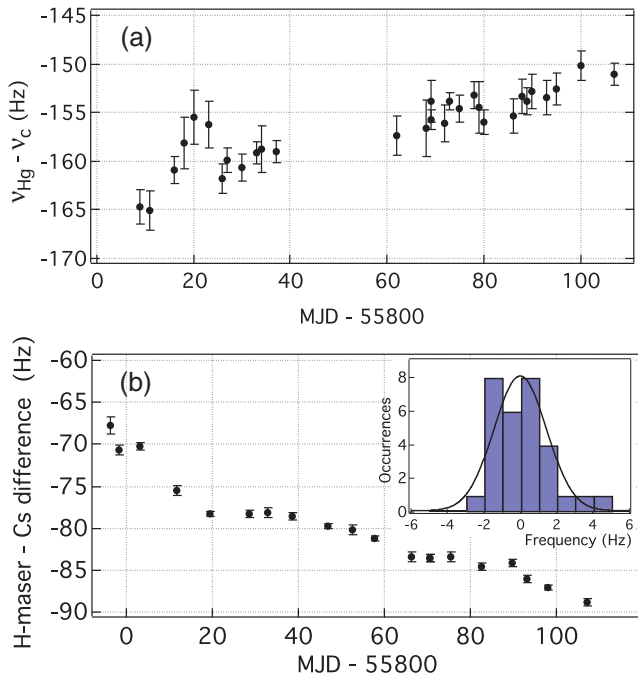 (a)
ν_Hg - ν_c (Hz)
-145
-150
-155
-160
-165
-170
0 20 40 60 80 100
MJD - 55800
(b)
H-maser - Cs difference (Hz)
-60
-65
-70
-75
-80
-85
-90
0 20 40 60 80 100
MJD - 55800
Occurrences
8
6
4
2
0
-6 -4 -2 0 2 4 6
Frequency (Hz)